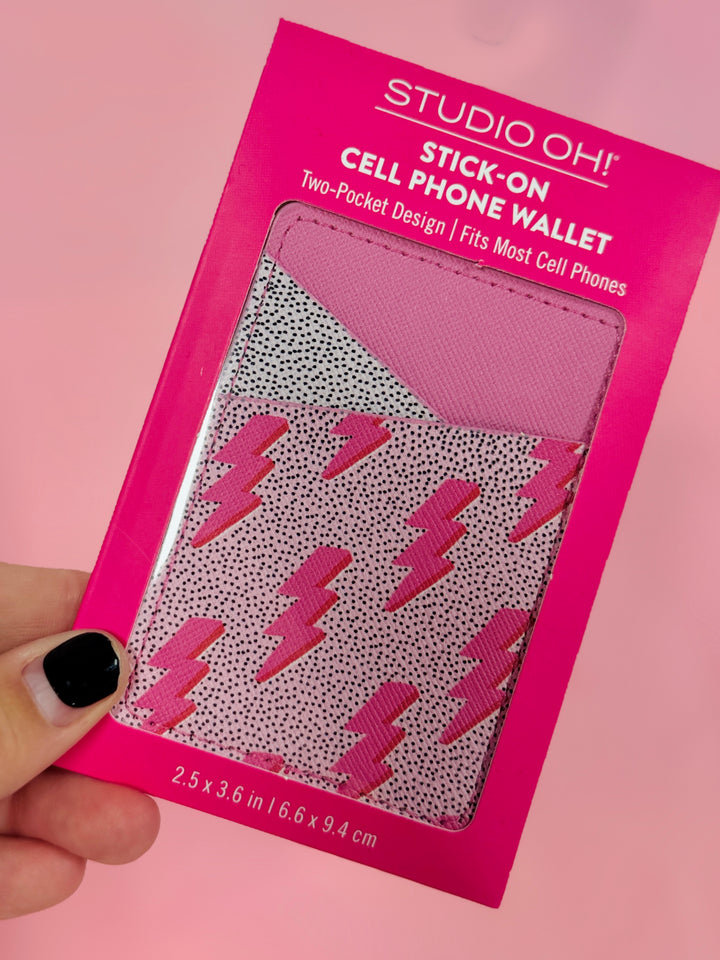 STUDIO OH!®
STICK-ON
CELL PHONE WALLET
Two-Pocket Design | Fits Most Cell Phones
2.5 x 3.6 in | 6.6 x 9.4 cm